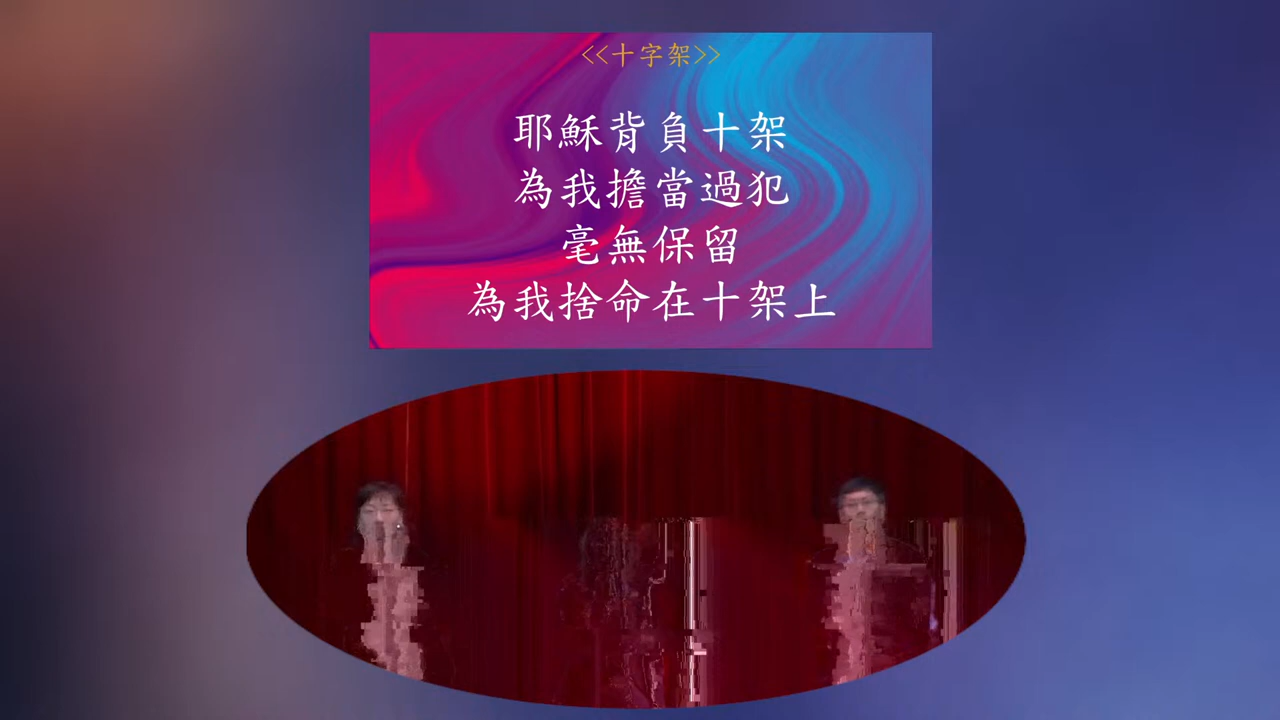 <<十字架>>
耶穌背負十架
為我擔當過犯
毫無保留
為我捨命在十架上